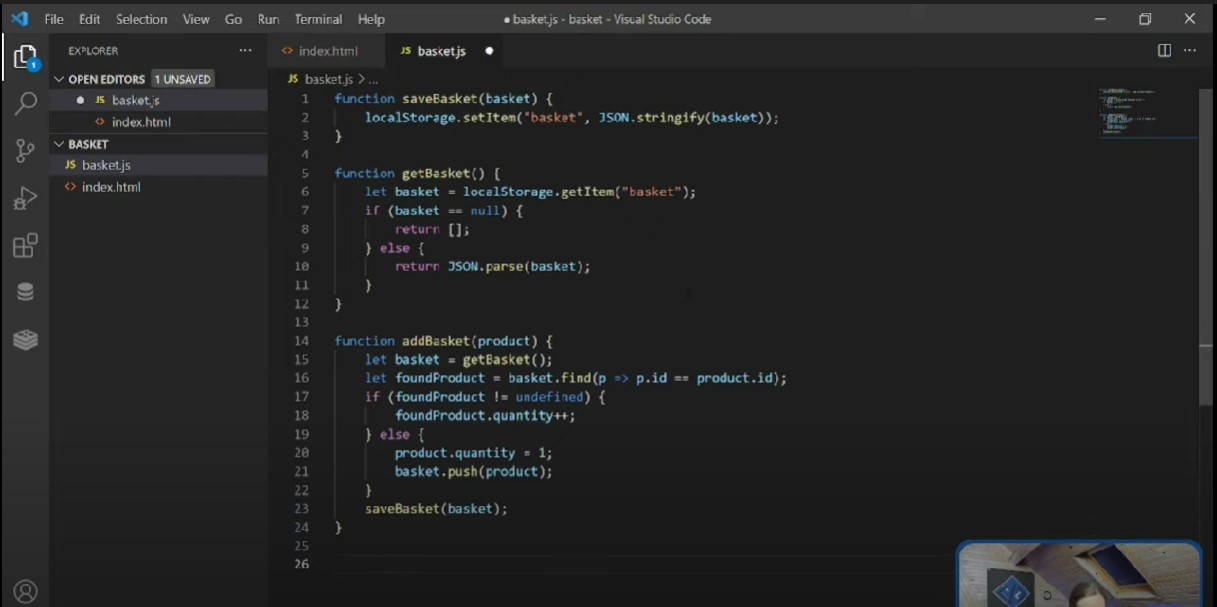 File Edit Selection View Go Run Terminal Help
● basket.js - basket - Visual Studio Code
EXPLORER ...
OPEN EDITORS 1 UNSAVED
JS basket.js
<> index.html
BASKET
JS basket.js
<> index.html
1
<> index.html JS basket.js ●
JS basket.js > ...
1 function saveBasket(basket) {
2 localStorage.setItem("basket", JSON.stringify(basket));
3 }
4
5 function getBasket() {
6 let basket = localStorage.getItem("basket");
7 if (basket == null) {
8 return [];
9 } else {
10 return JSON.parse(basket);
11 }
12 }
13
14 function addBasket(product) {
15 let basket = getBasket();
16 let foundProduct = basket.find(p => p.id == product.id);
17 if (foundProduct != undefined) {
18 foundProduct.quantity++;
19 } else {
20 product.quantity = 1;
21 basket.push(product);
22 }
23 saveBasket(basket);
24 }
25
26